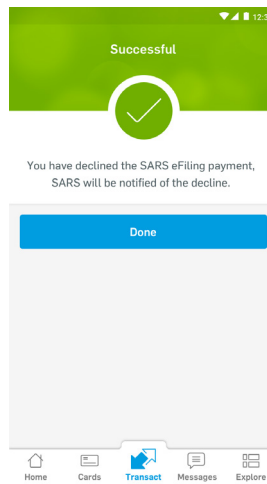 12:3
Successful
You have declined the SARS eFiling payment,
SARS will be notified of the decline.
Done
Home Cards Transact Messages Explore